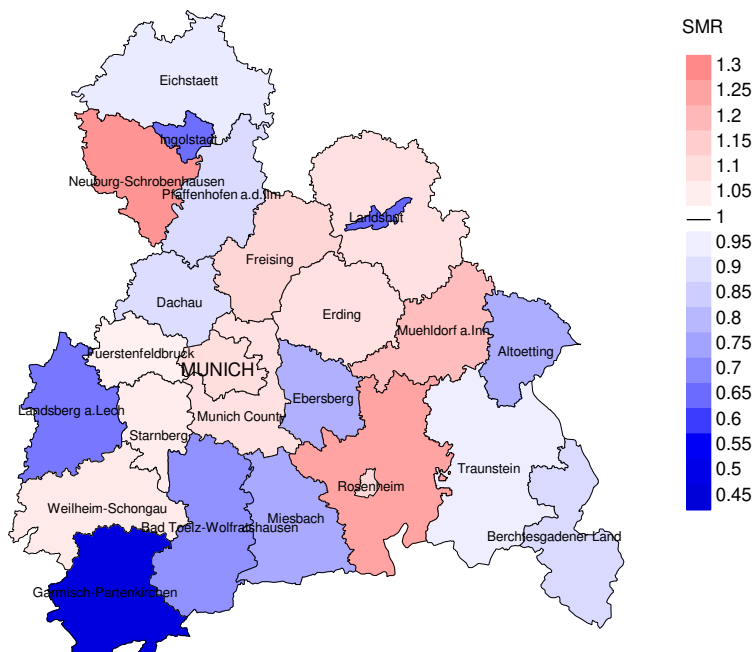 SMR
1.3
1.25
1.2
1.15
1.1
1.05
1
0.95
0.9
0.85
0.8
0.75
0.7
0.65
0.6
0.55
0.5
0.45
Eichstaett
Ingolstadt
Neuburg-Schrobenhausen
Pfaffenhofen a.d.Ilm
Landshut
Freising
Dachau
Erding
Muehldorf a.Inn
Altoetting
Fuerstenfeldbruck
MUNICH
Ebersberg
Landsberg a.Lech
Munich County
Starnberg
Traunstein
Rosenheim
Weilheim-Schongau
Bad Toelz-Wolfratshausen
Miesbach
Berchtesgadener Land
Garmisch-Partenkirchen